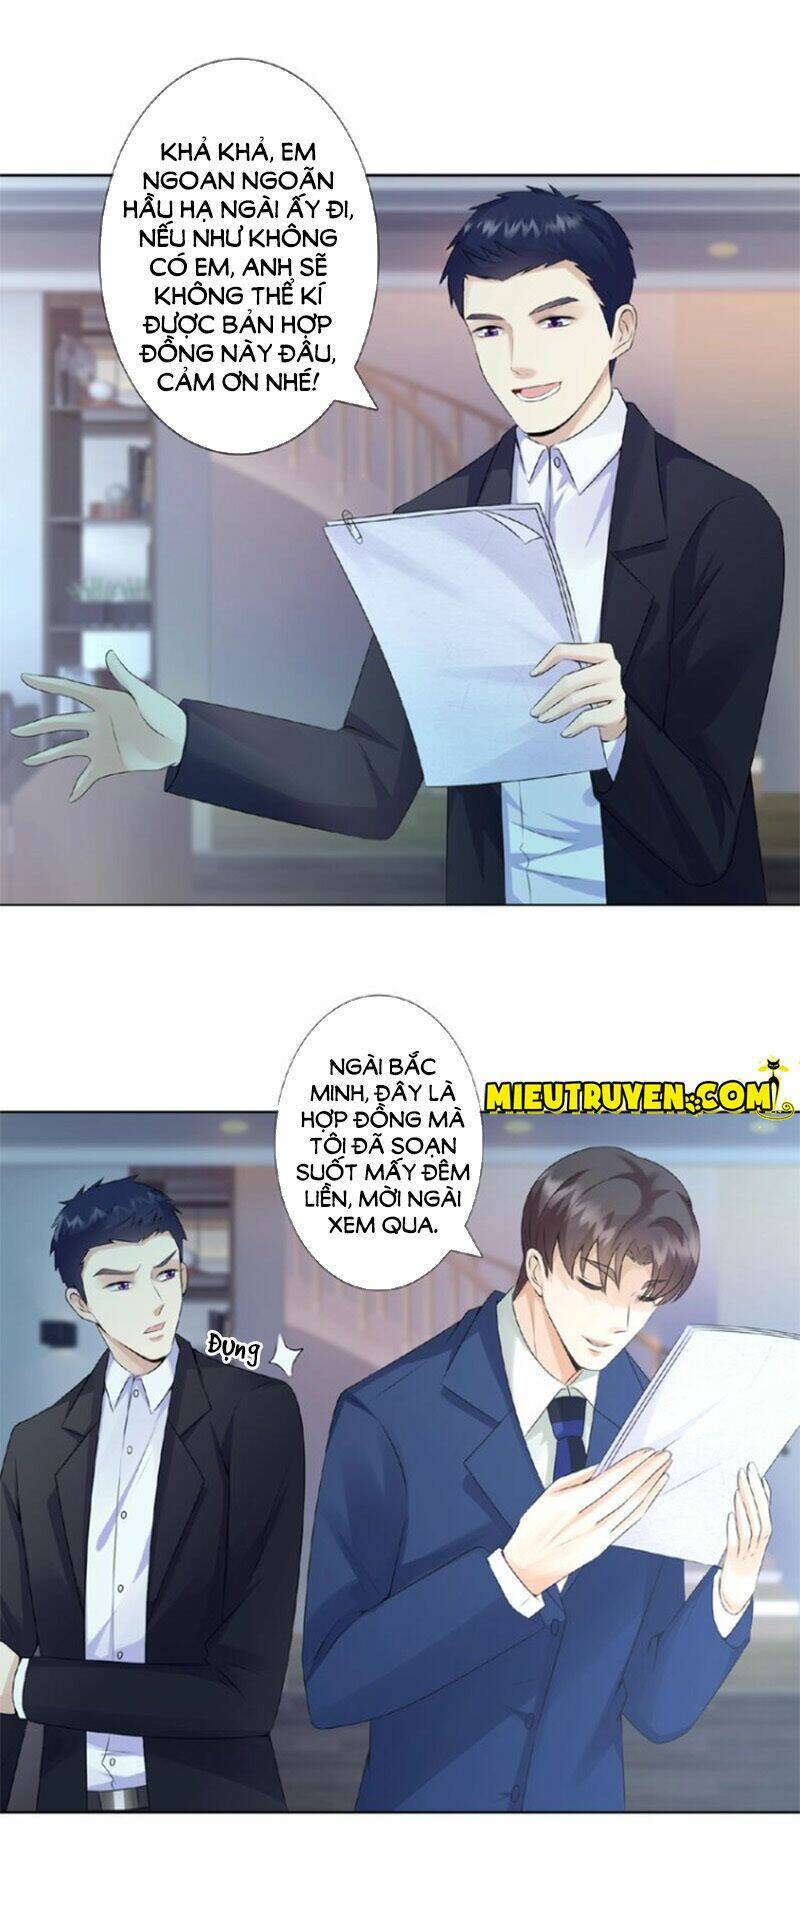 KHẢ KHẢ, EM
NGOAN NGOÃN
HẦU HẠ NGÀI ẤY ĐI,
NẾU NHƯ KHÔNG
CÓ EM, ANH SẼ
KHÔNG THỂ KÍ
ĐƯỢC BẢN HỢP
ĐỒNG NÀY ĐÂU,
CẢM ƠN NHÉ!
NGÀI BẮC
MINH, ĐÂY LÀ
HỢP ĐỒNG MÀ
TÔI ĐÃ SOẠN
SUỐT MẤY ĐÊM
LIỀN, MỜI NGÀI
XEM QUA.
MIEUTRUYEN.COM
Đụng